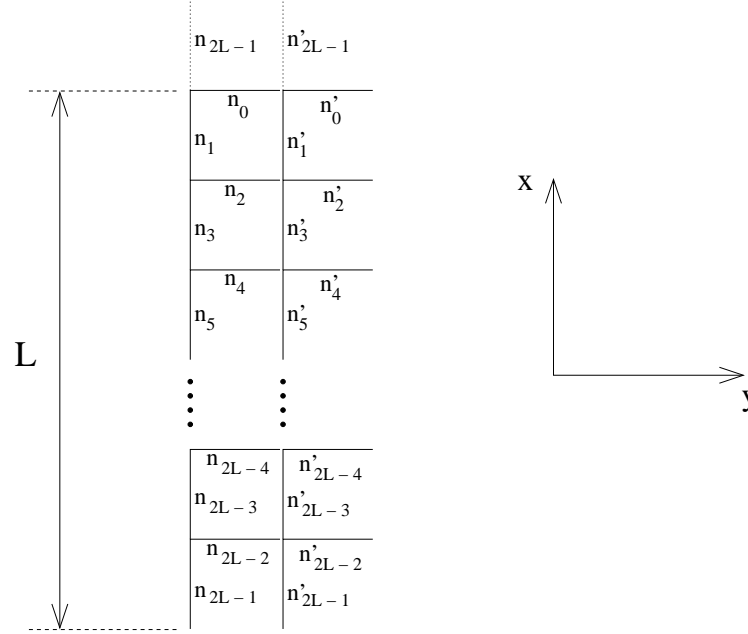 n2L – 1 n'2L – 1
n0 n'0
n1 n'1
x
n2 n'2
n3 n'3
n4 n'4
n5 n'5
L
y
n2L – 4 n'2L – 4
n2L – 3 n'2L – 3
n2L – 2 n'2L – 2
n2L – 1 n'2L – 1